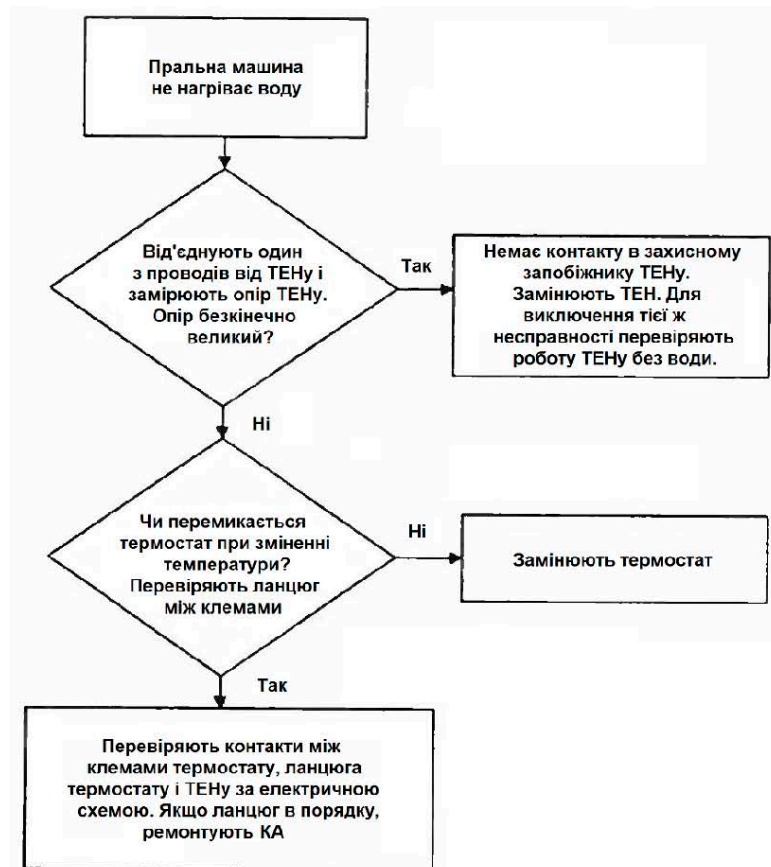 Пральна машина
не нагріває воду
Від'єднують один
з проводів від ТЕНу і
замірюють опір ТЕНу.
Опір безкінечно
великий?
Так
Немає контакту в захисному
запобіжнику ТЕНу.
Замінюють ТЕН. Для
виключення тієї ж
несправності перевіряють
роботу ТЕНу без води.
Ні
Чи перемикається
термостат при зміненні
температури?
Перевіряють ланцюг
між клемами
Ні
Замінюють термостат
Так
Перевіряють контакти між
клемами термостату, ланцюга
термостату і ТЕНу за електричною
схемою. Якщо ланцюг в порядку,
ремонтують КА